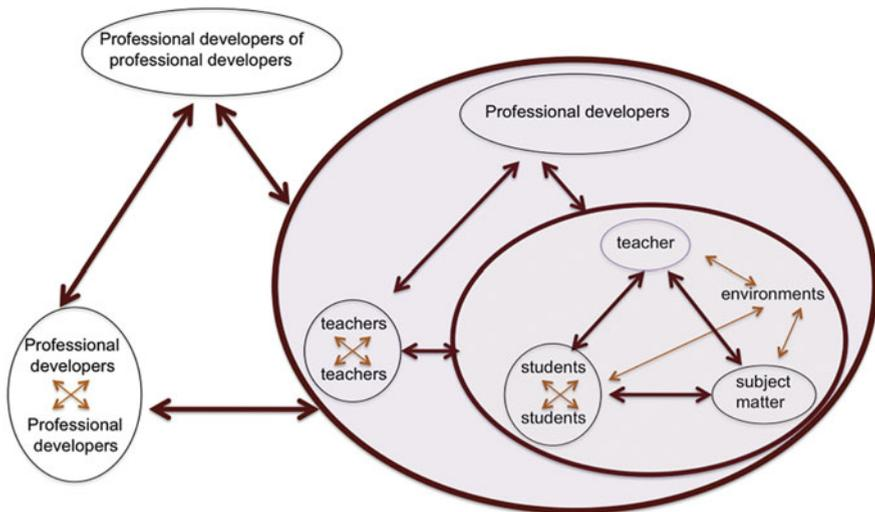 Professional developers of
professional developers
Professional developers
teacher
environments
teachers
teachers
Professional
developers
Professional
developers
students
students
subject
matter